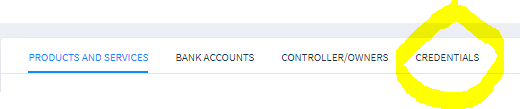 PRODUCTS AND SERVICES BANK ACCOUNTS CONTROLLER/OWNERS CREDENTIALS